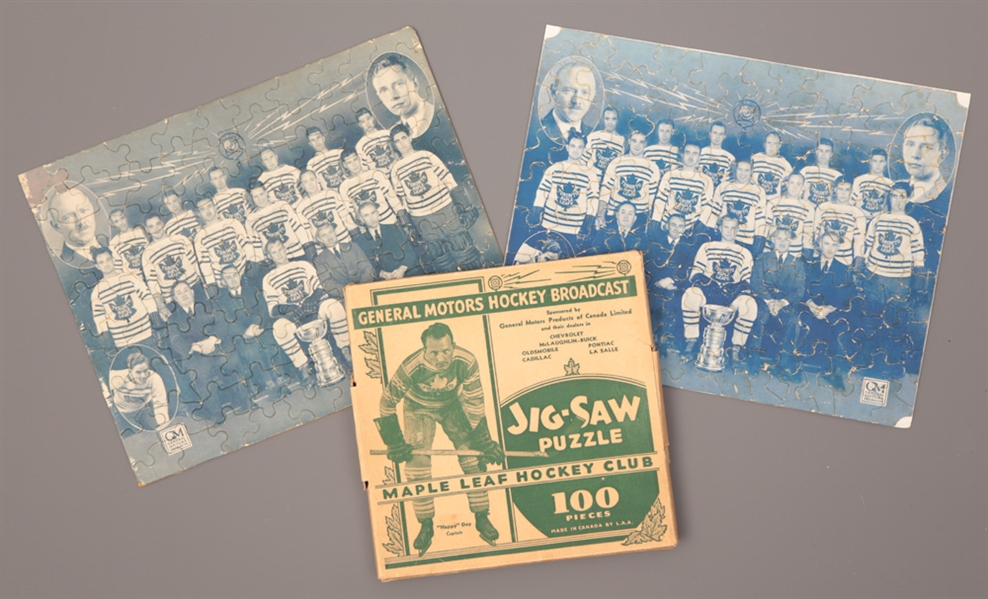 GENERAL MOTORS HOCKEY BROADCAST
Sponsored by
General Motors Products of Canada Limited
and their dealers in
CHEVROLET
McLAUGHLIN-BUICK
OLDSMOBILE PONTIAC
CADILLAC LA SALLE
JIG-SAW
PUZZLE
MAPLE LEAF HOCKEY CLUB
100
PIECES
MADE IN CANADA BY L.A.A.
"Happy" Day
Captain
GM
GM